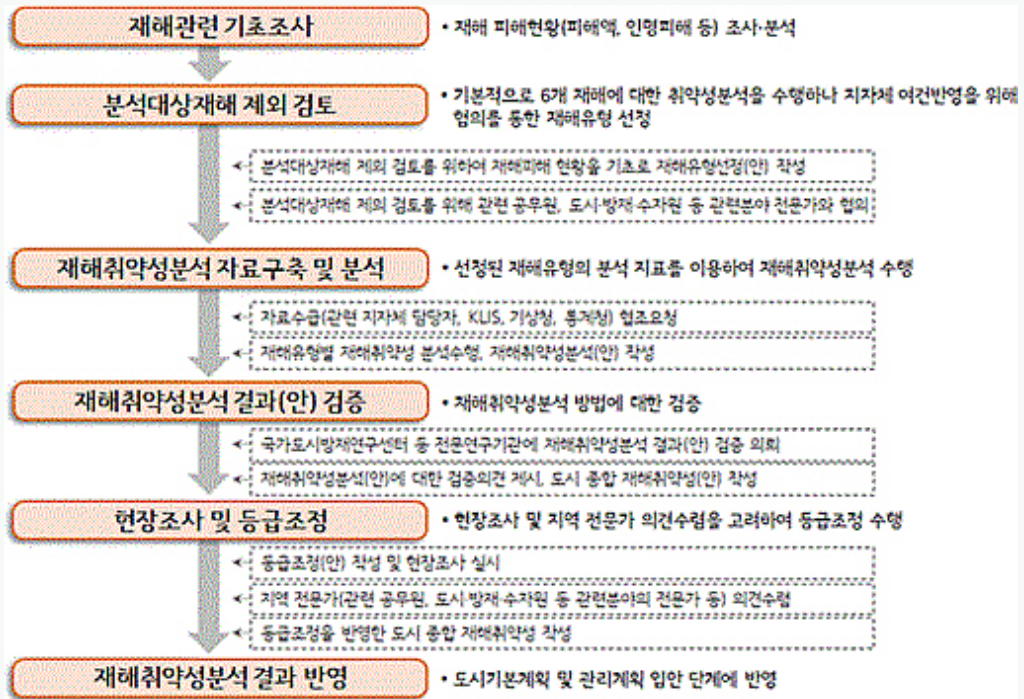 재해관련 기초조사
• 재해 피해현황(피해액, 인명피해 등) 조사·분석
분석대상재해 제외 검토
• 기본적으로 6개 재해에 대한 취약성분석을 수행하나 지자체 여건반영을 위해
협의를 통한 재해유형 선정
분석대상재해 제외 검토를 위하여 재해피해 현황을 기초로 재해유형선정(안) 작성
분석대상재해 제외 검토를 위해 관련 공무원, 도시·방재·수자원 등 관련분야 전문가와 협의
재해취약성분석 자료구축 및 분석
• 선정된 재해유형의 분석 지표를 이용하여 재해취약성분석 수행
자료수급(관련 지자체 담당자, KLIS, 기상청, 통계청) 협조요청
재해유형별 재해취약성 분석수행, 재해취약성분석(안) 작성
재해취약성분석 결과(안) 검증
• 재해취약성분석 방법에 대한 검증
국가도시방재연구센터 등 전문연구기관에 재해취약성분석 결과(안) 검증 의뢰
재해취약성분석(안)에 대한 검증의견 제시, 도시 종합 재해취약성(안) 작성
현장조사 및 등급조정
• 현장조사 및 지역 전문가 의견수렴을 고려하여 등급조정 수행
등급조정(안) 작성 및 현장조사 실시
지역 전문가(관련 공무원, 도시·방재·수자원 등 관련분야의 전문가 등) 의견수렴
등급조정을 반영한 도시 종합 재해취약성 작성
재해취약성분석 결과 반영
• 도시기본계획 및 관리계획 입안 단계에 반영